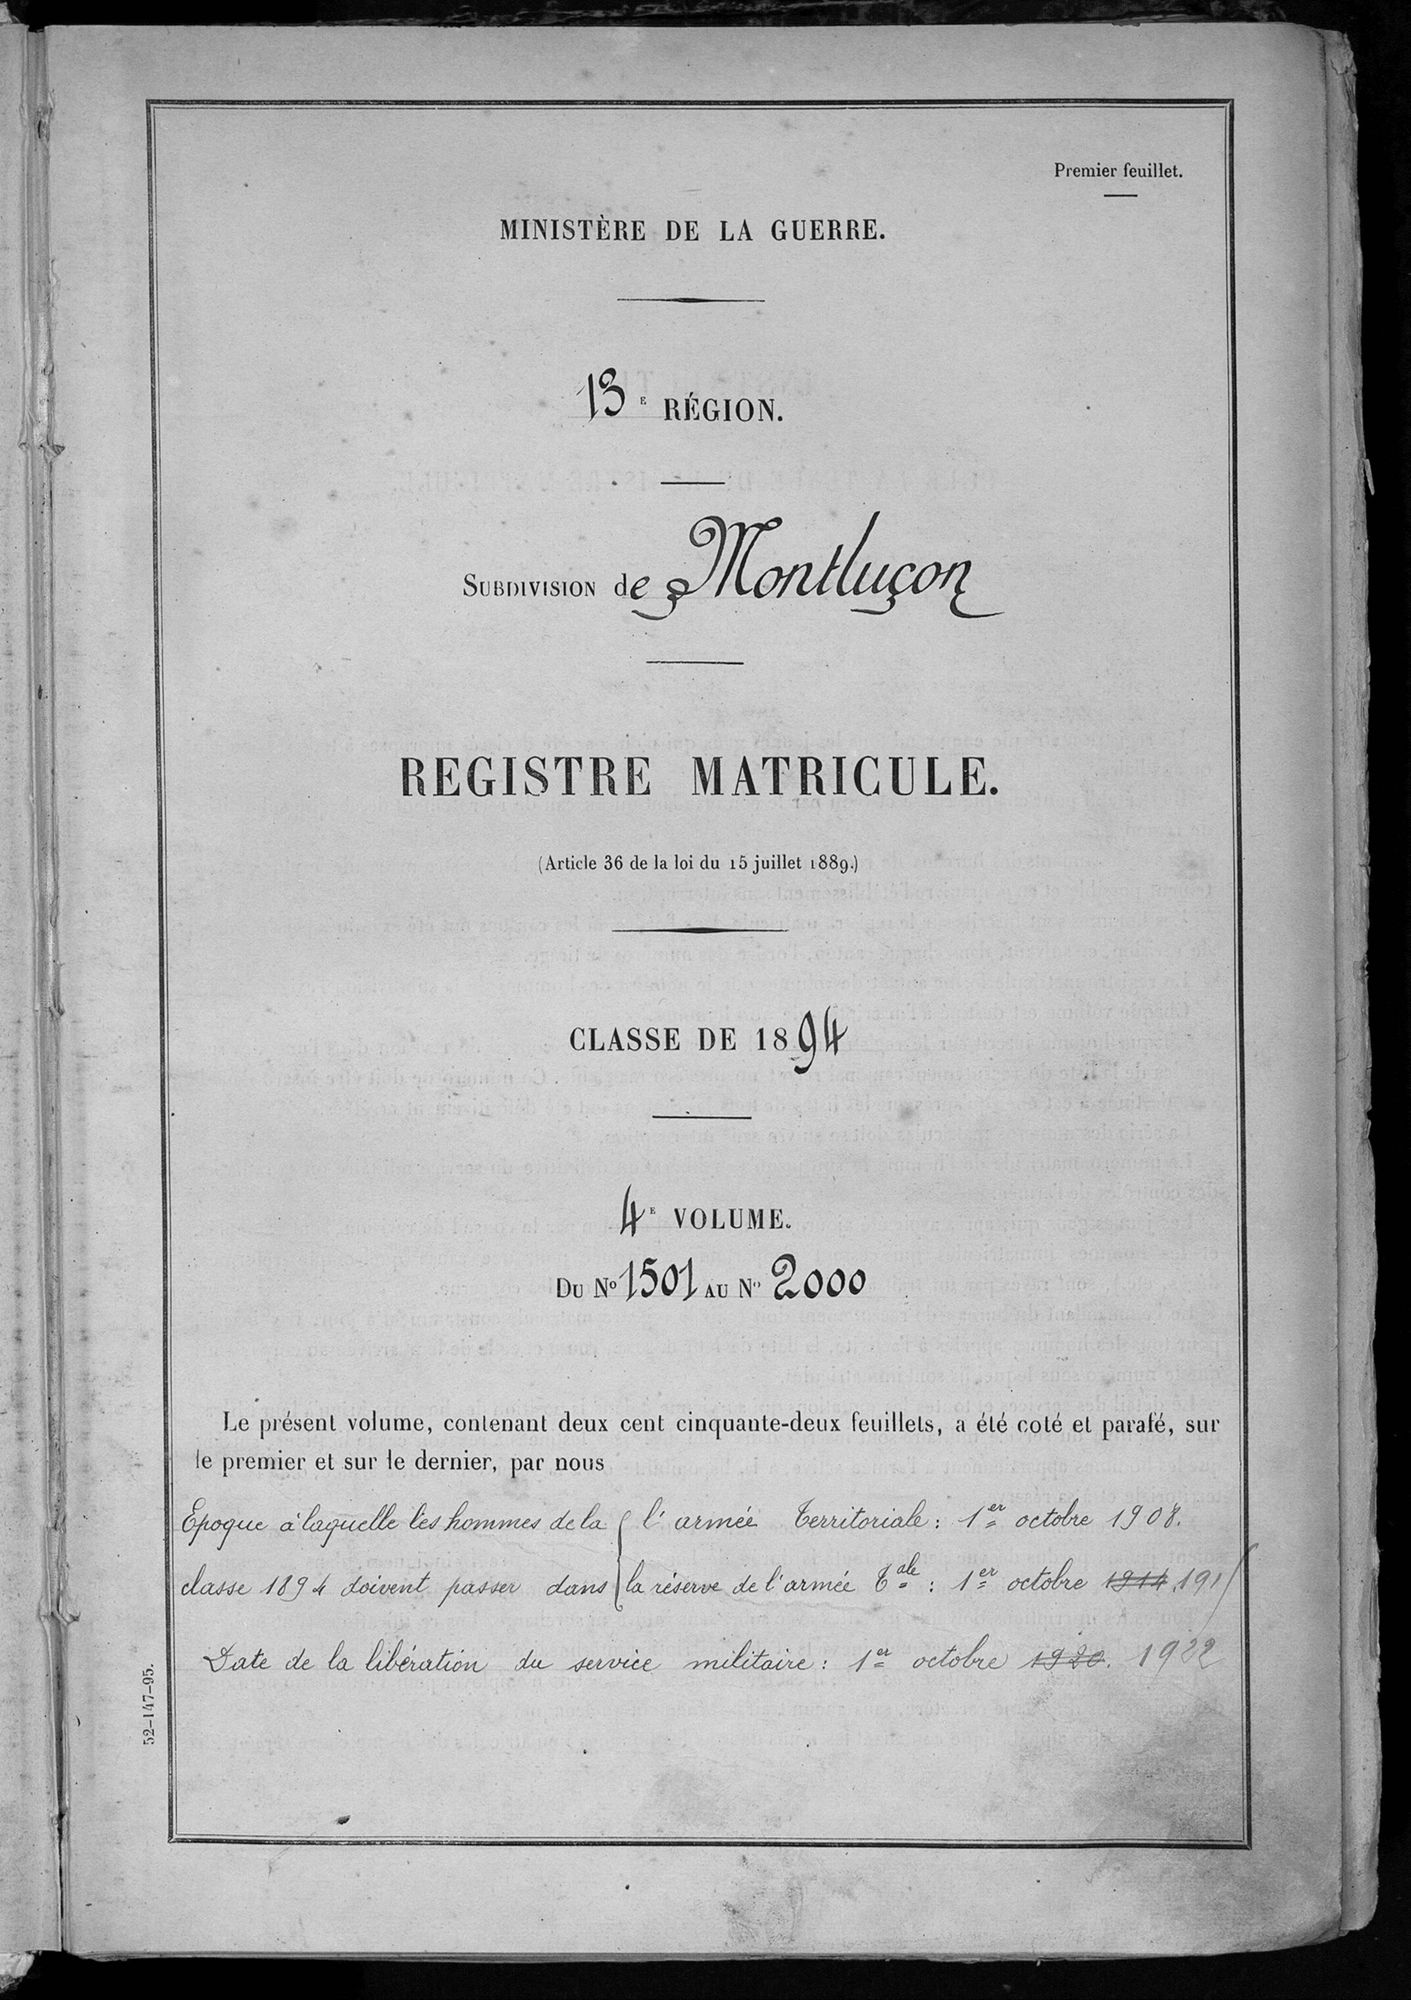 Premier feuillet.
MINISTÈRE DE LA GUERRE.
13E RÉGION.
SUBDIVISION de Montluçon
REGISTRE MATRICULE.
(Article 36 de la loi du 15 juillet 1889.)
CLASSE DE 1894
4E VOLUME.
DU No 1501 AU No 2000
Le présent volume, contenant deux cent cinquante-deux feuillets, a été coté et parafé, sur
le premier et sur le dernier, par nous
Epoque à laquelle les hommes de la { l'armée Territoriale : 1er octobre 1908.
classe 1894 doivent passer dans { la réserve de l'armée Tale : 1er octobre 1914
Date de la libération du service militaire : 1er octobre 1920. 1922
52-147-95.